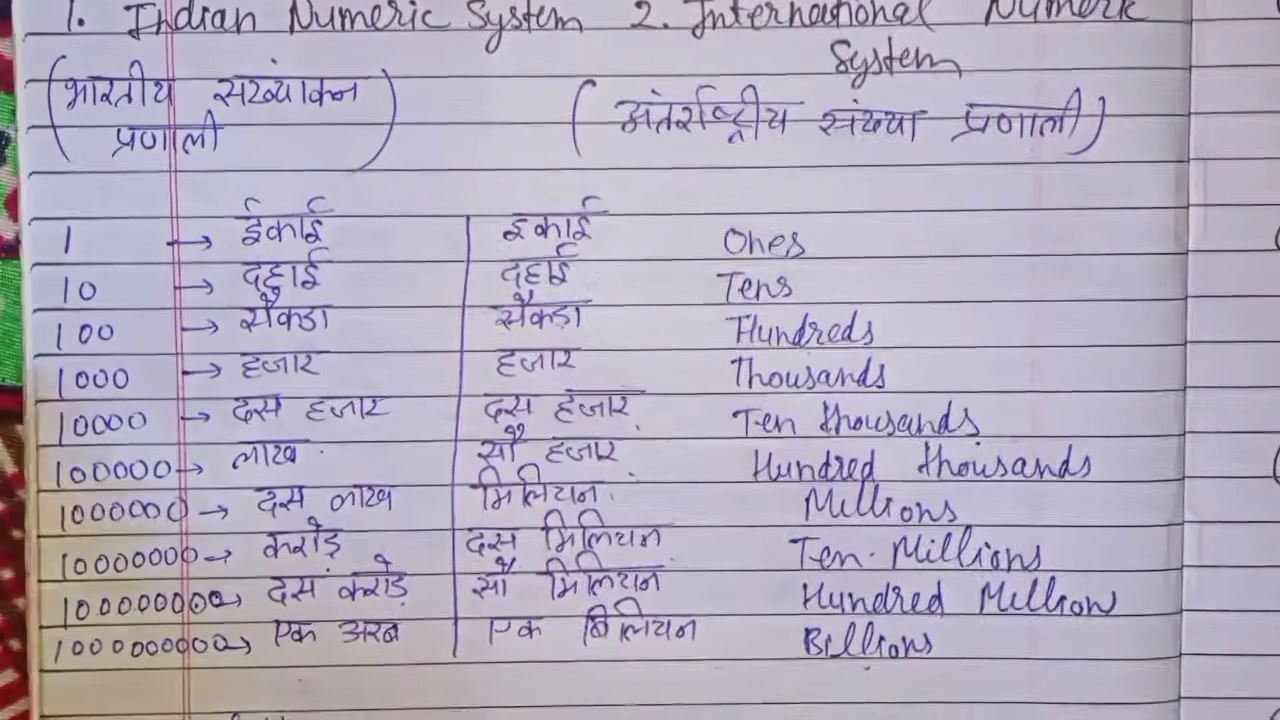 1. Indian Numeric System 2. International Numeric
System
(भारतीय संख्यांकन (अंतर्राष्ट्रीय संख्या प्रणाली)
प्रणाली)
1 → ईकाई इकाई Ones
10 → दहाई दहाई Tens
100 → सैकडा सैकड़ा Hundreds
1000 → हजार हजार Thousands
10000 → दस हजार दस हजार Ten thousands
100000 → लाख सौ हजार Hundred thousands
1000000 → दस लाख मिलियन Millions
10000000 → करोड़ दस मिलियन Ten Millions
100000000 → दस करोड़ सौ मिलियन Hundred Million
1000000000 → एक अरब एक बिलियन Billions